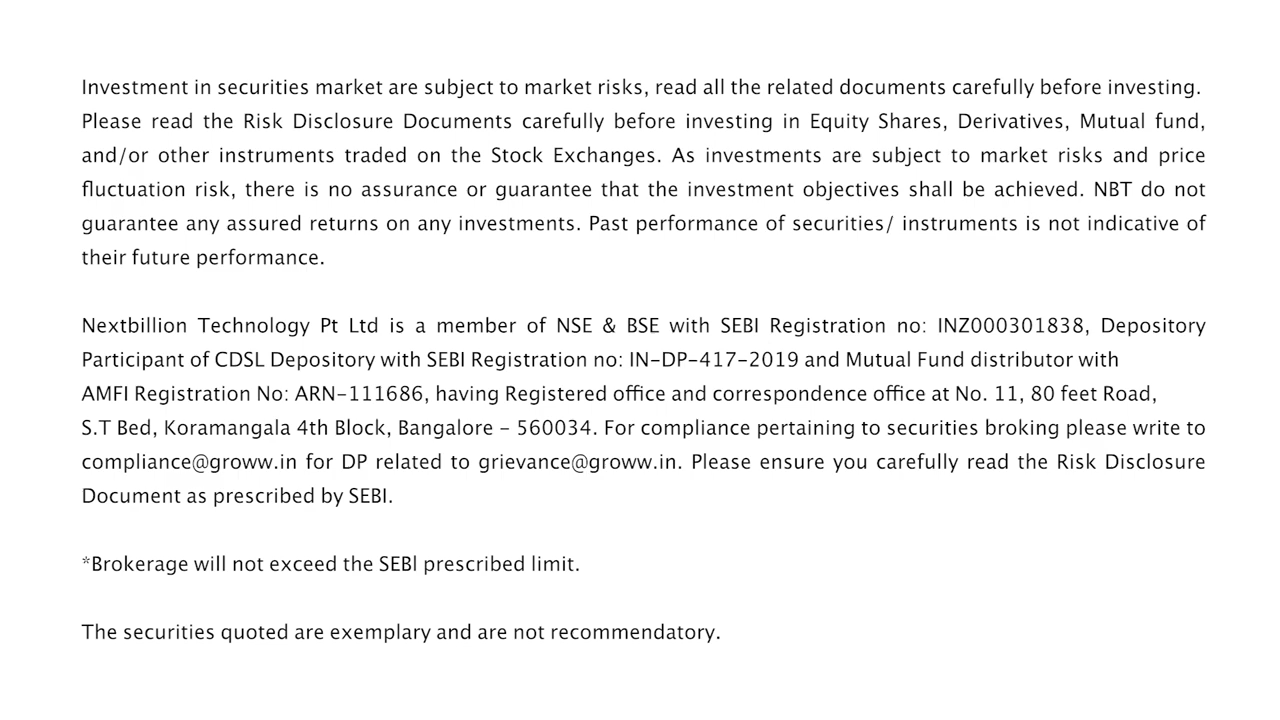 Investment in securities market are subject to market risks, read all the related documents carefully before investing.
Please read the Risk Disclosure Documents carefully before investing in Equity Shares, Derivatives, Mutual fund,
and/or other instruments traded on the Stock Exchanges. As investments are subject to market risks and price
fluctuation risk, there is no assurance or guarantee that the investment objectives shall be achieved. NBT do not
guarantee any assured returns on any investments. Past performance of securities/ instruments is not indicative of
their future performance.
Nextbillion Technology Pt Ltd is a member of NSE & BSE with SEBI Registration no: INZ000301838, Depository
Participant of CDSL Depository with SEBI Registration no: IN-DP-417-2019 and Mutual Fund distributor with
AMFI Registration No: ARN-111686, having Registered office and correspondence office at No. 11, 80 feet Road,
S.T Bed, Koramangala 4th Block, Bangalore - 560034. For compliance pertaining to securities broking please write to
compliance@groww.in for DP related to grievance@groww.in. Please ensure you carefully read the Risk Disclosure
Document as prescribed by SEBI.
*Brokerage will not exceed the SEBl prescribed limit.
The securities quoted are exemplary and are not recommendatory.